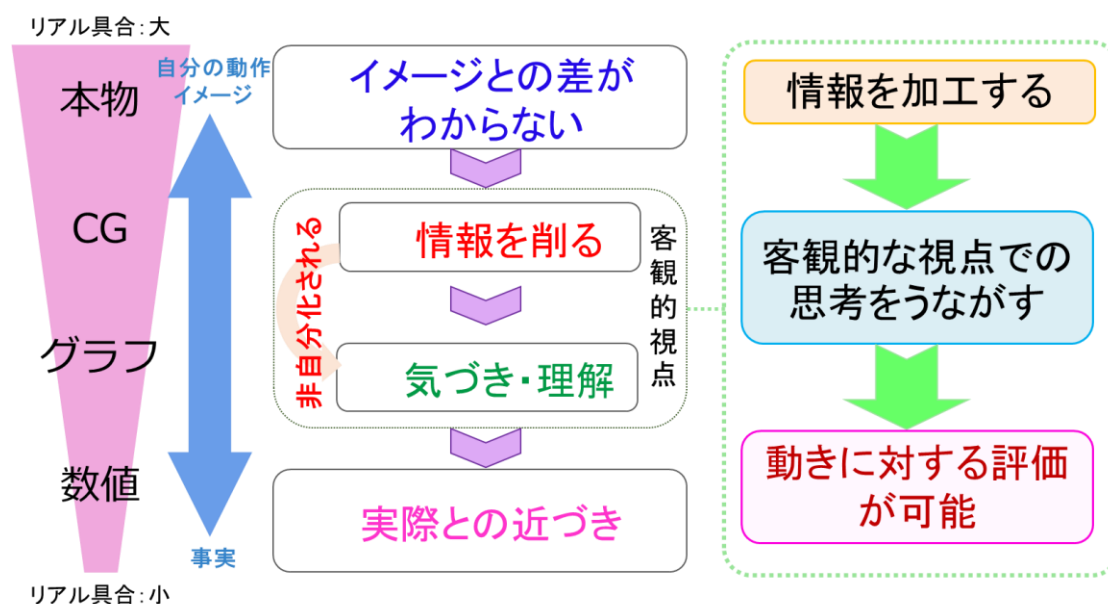 リアル具合：大
本物
CG
グラフ
数値
リアル具合：小
自分の動作
イメージ
事実
イメージとの差が
わからない
情報を削る
気づき・理解
非自分化される
客観的視点
実際との近づき
情報を加工する
客観的な視点での
思考をうながす
動きに対する評価
が可能